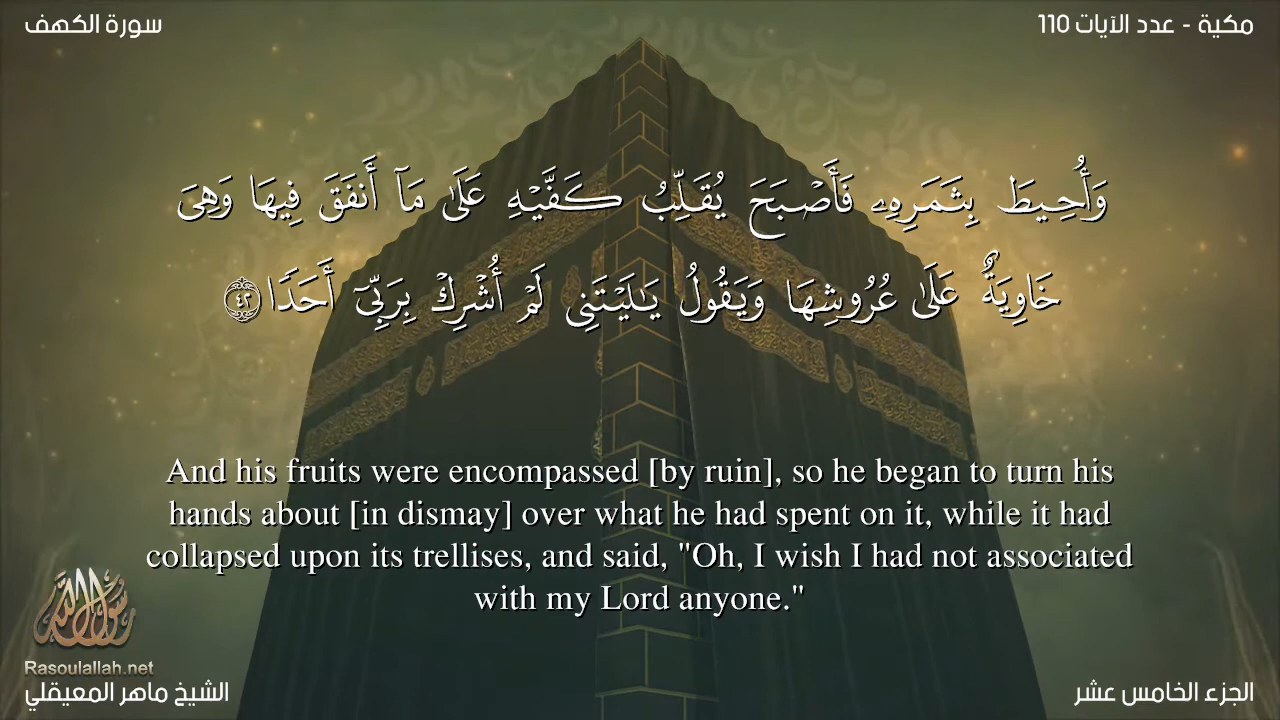 سورة الكهف
مكية - عدد الآيات 110
وَأُحِيطَ بِثَمَرِهِۦ فَأَصۡبَحَ يُقَلِّبُ كَفَّيۡهِ عَلَىٰ مَآ أَنفَقَ فِيهَا وَهِىَ
خَاوِيَةٌ عَلَىٰ عُرُوشِهَا وَيَقُولُ يَـٰلَيۡتَنِى لَمۡ أُشۡرِكۡ بِرَبِّىٓ أَحَدًا ٤٢
And his fruits were encompassed [by ruin], so he began to turn his
hands about [in dismay] over what he had spent on it, while it had
collapsed upon its trellises, and said, "Oh, I wish I had not associated
with my Lord anyone."
رسول الله
Rasoulallah.net
الشيخ ماهر المعيقلي
الجزء الخامس عشر